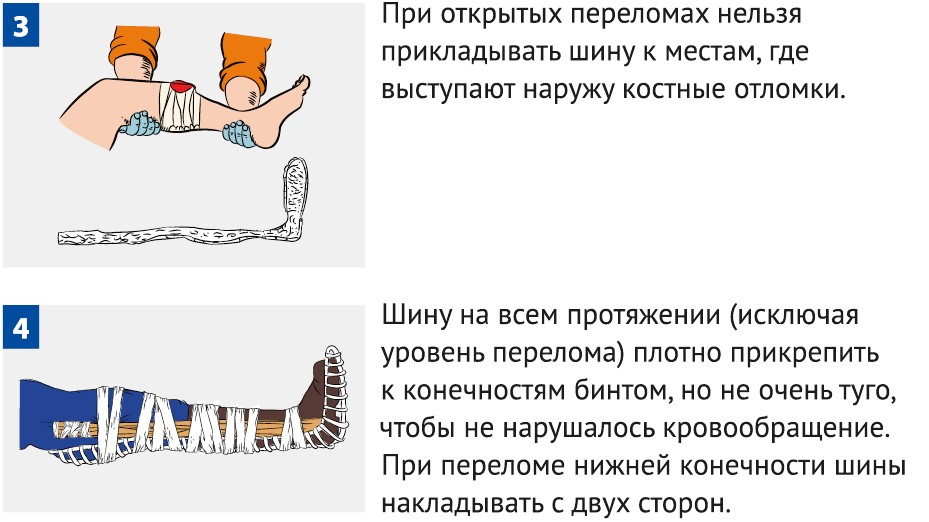 3
При открытых переломах нельзя
прикладывать шину к местам, где
выступают наружу костные отломки.
4
Шину на всем протяжении (исключая
уровень перелома) плотно прикрепить
к конечностям бинтом, но не очень туго,
чтобы не нарушалось кровообращение.
При переломе нижней конечности шины
накладывать с двух сторон.